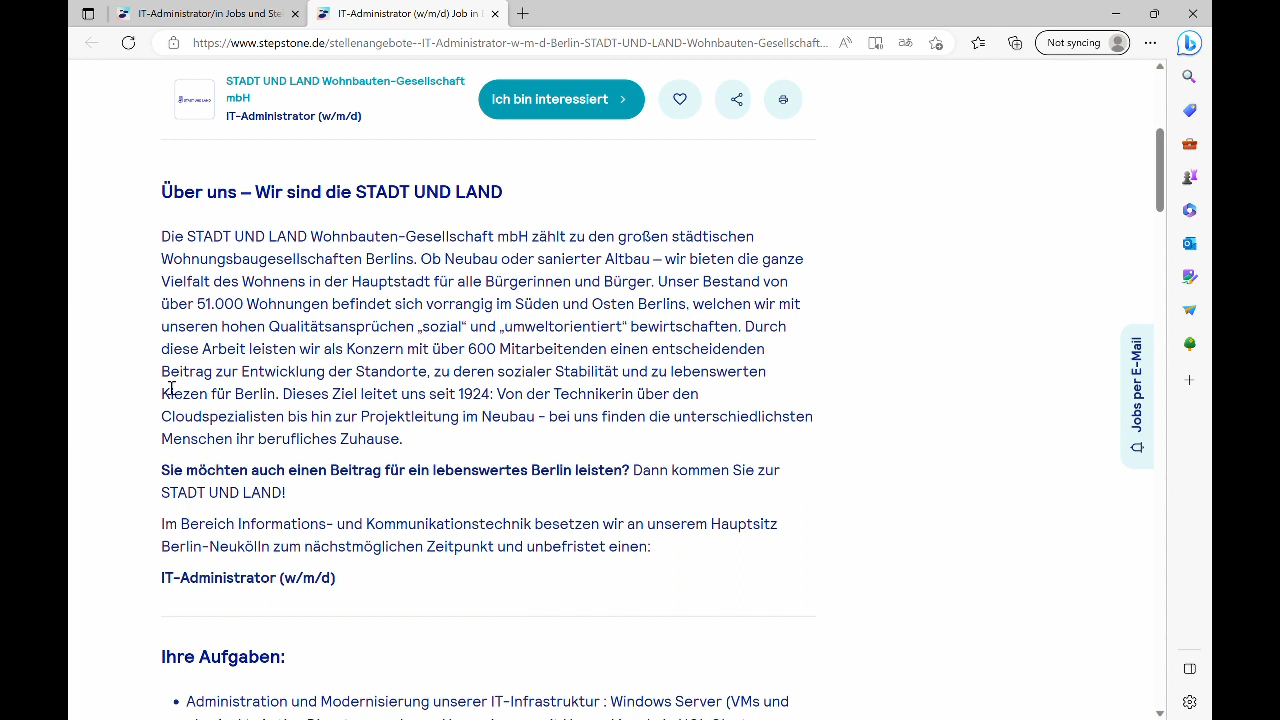 IT-Administrator/in Jobs und Ste
IT-Administrator (w/m/d) Job in
https://www.stepstone.de/stellenangebote--IT-Administrator-w-m-d-Berlin-STADT-UND-LAND-Wohnbauten-Gesellschaft...
Not syncing
STADT UND LAND
STADT UND LAND Wohnbauten-Gesellschaft
mbH
IT-Administrator (w/m/d)
Ich bin interessiert
Über uns – Wir sind die STADT UND LAND
Die STADT UND LAND Wohnbauten-Gesellschaft mbH zählt zu den großen städtischen
Wohnungsbaugesellschaften Berlins. Ob Neubau oder sanierter Altbau – wir bieten die ganze
Vielfalt des Wohnens in der Hauptstadt für alle Bürgerinnen und Bürger. Unser Bestand von
über 51.000 Wohnungen befindet sich vorrangig im Süden und Osten Berlins, welchen wir mit
unseren hohen Qualitätsansprüchen „sozial“ und „umweltorientiert“ bewirtschaften. Durch
diese Arbeit leisten wir als Konzern mit über 600 Mitarbeitenden einen entscheidenden
Beitrag zur Entwicklung der Standorte, zu deren sozialer Stabilität und zu lebenswerten
Kiezen für Berlin. Dieses Ziel leitet uns seit 1924: Von der Technikerin über den
Cloudspezialisten bis hin zur Projektleitung im Neubau - bei uns finden die unterschiedlichsten
Menschen ihr berufliches Zuhause.
Sie möchten auch einen Beitrag für ein lebenswertes Berlin leisten? Dann kommen Sie zur
STADT UND LAND!
Im Bereich Informations- und Kommunikationstechnik besetzen wir an unserem Hauptsitz
Berlin-Neukölln zum nächstmöglichen Zeitpunkt und unbefristet einen:
IT-Administrator (w/m/d)
Ihre Aufgaben:
• Administration und Modernisierung unserer IT-Infrastruktur : Windows Server (VMs und
Jobs per E-Mail